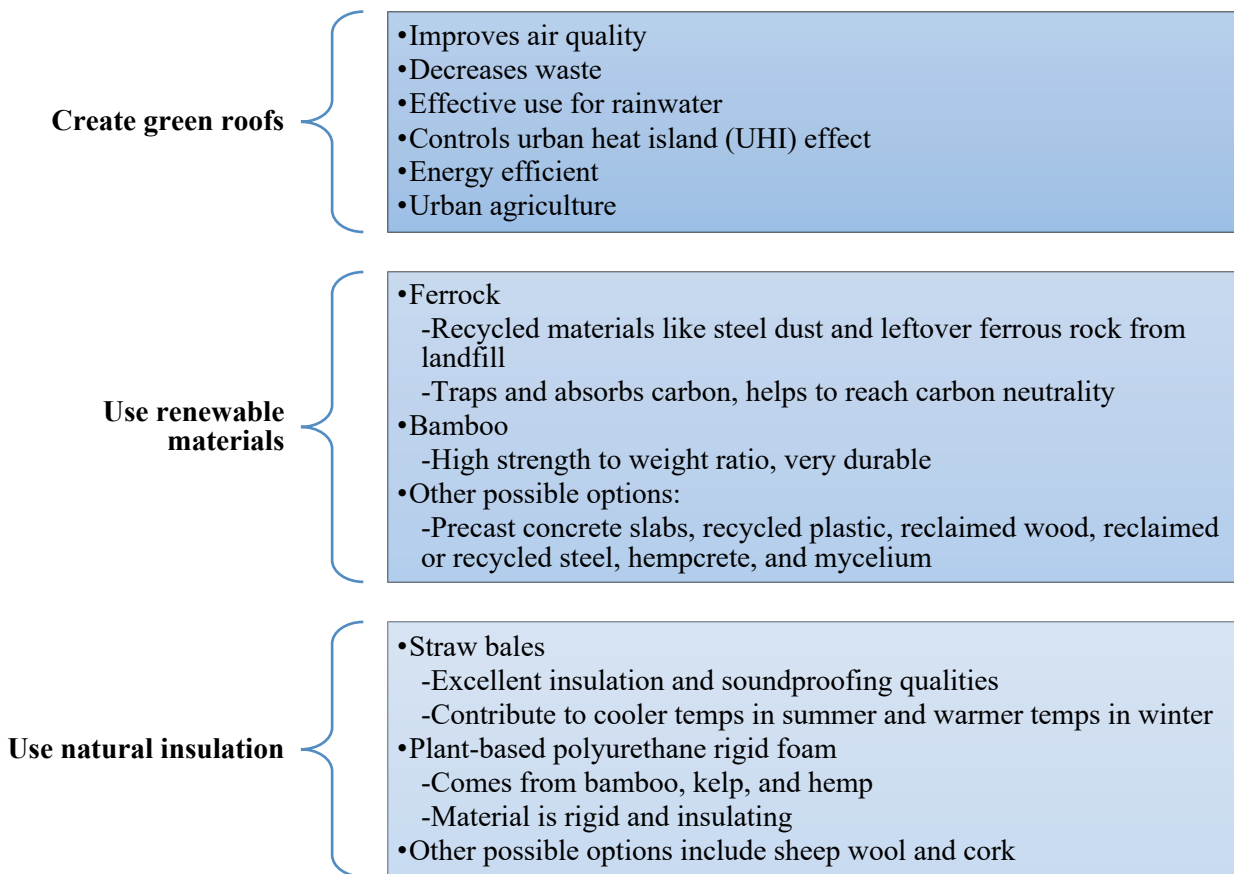 Create green roofs
•Improves air quality
•Decreases waste
•Effective use for rainwater
•Controls urban heat island (UHI) effect
•Energy efficient
•Urban agriculture
Use renewable
materials
•Ferrock
-Recycled materials like steel dust and leftover ferrous rock from
landfill
-Traps and absorbs carbon, helps to reach carbon neutrality
•Bamboo
-High strength to weight ratio, very durable
•Other possible options:
-Precast concrete slabs, recycled plastic, reclaimed wood, reclaimed
or recycled steel, hempcrete, and mycelium
Use natural insulation
•Straw bales
-Excellent insulation and soundproofing qualities
-Contribute to cooler temps in summer and warmer temps in winter
•Plant-based polyurethane rigid foam
-Comes from bamboo, kelp, and hemp
-Material is rigid and insulating
•Other possible options include sheep wool and cork